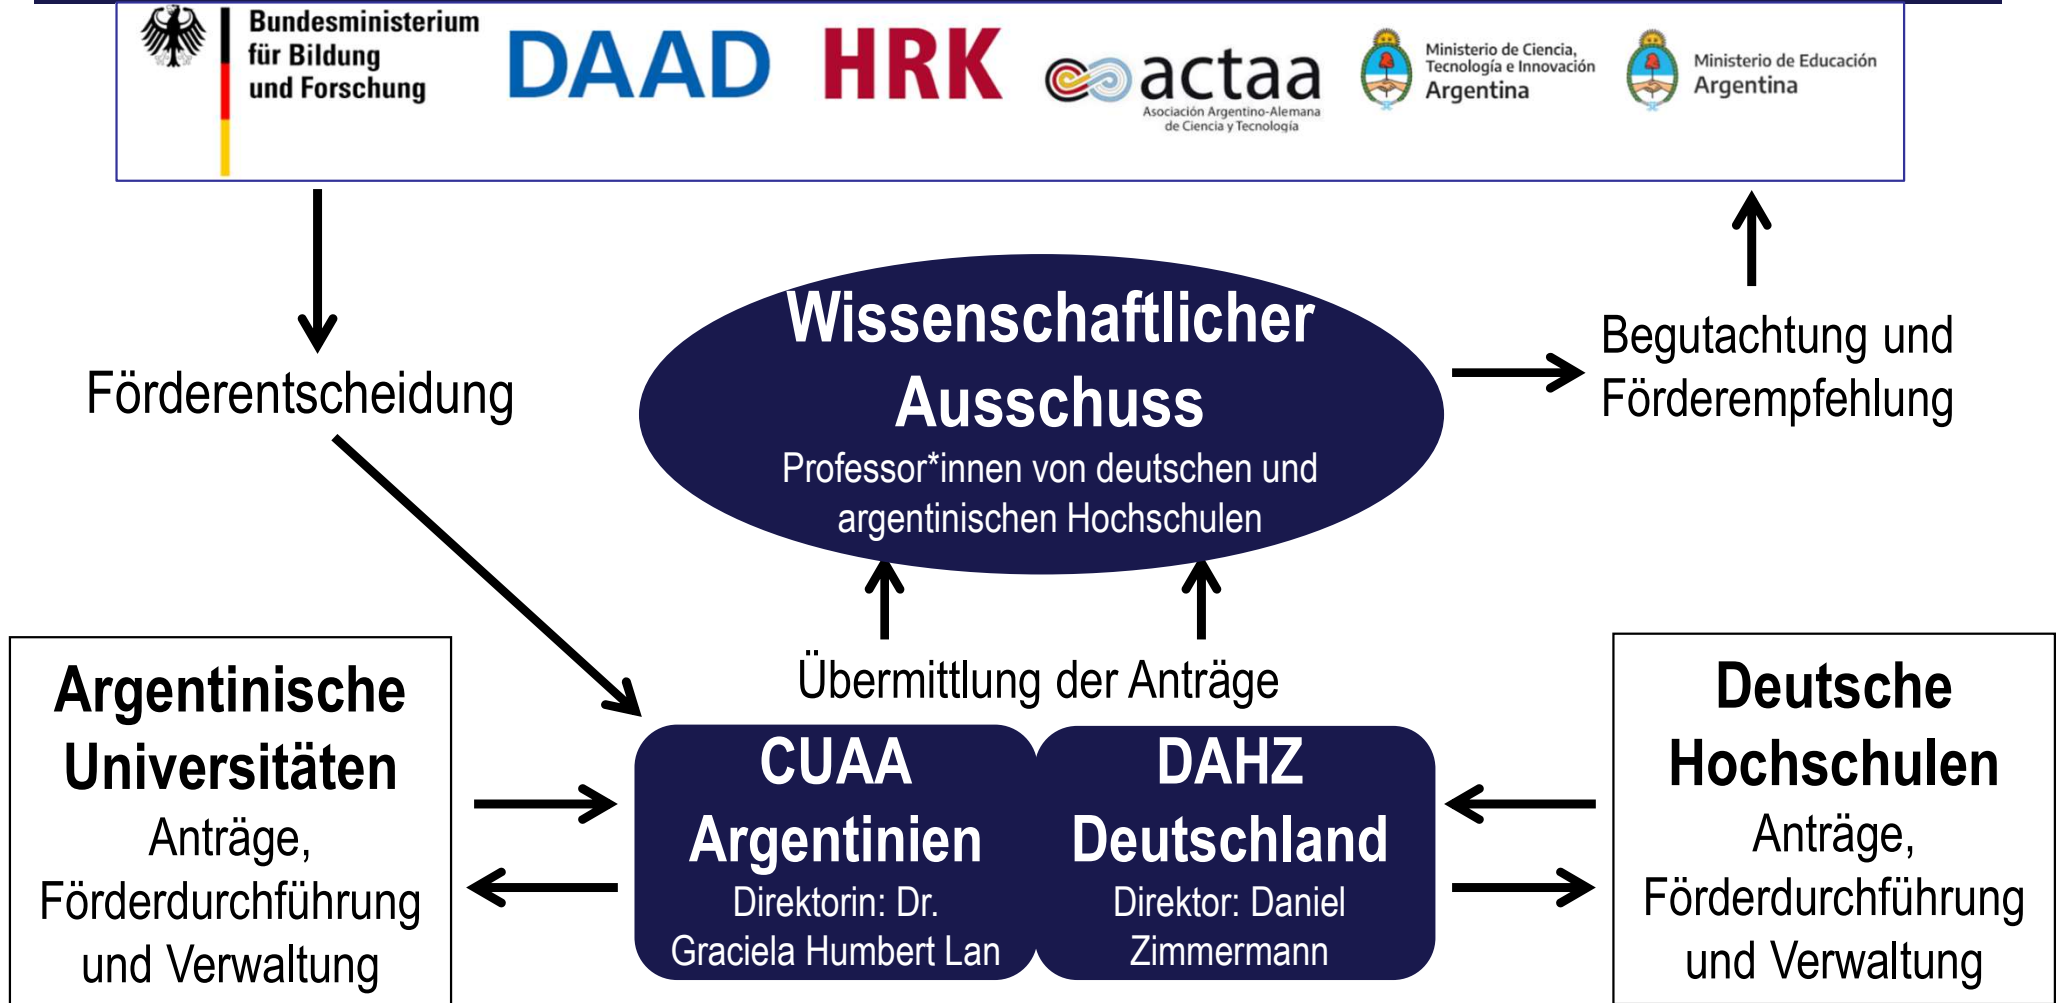 Bundesministerium
für Bildung
und Forschung
DAAD
HRK
actaa
Asociación Argentino-Alemana
de Ciencia y Tecnología
Ministerio de Ciencia,
Tecnología e Innovación
Argentina
Ministerio de Educación
Argentina
Förderentscheidung
Wissenschaftlicher
Ausschuss
Professor*innen von deutschen und
argentinischen Hochschulen
Begutachtung und
Förderempfehlung
Übermittlung der Anträge
Argentinische
Universitäten
Anträge,
Förderdurchführung
und Verwaltung
CUAA
Argentinien
Direktorin: Dr.
Graciela Humbert Lan
DAHZ
Deutschland
Direktor: Daniel
Zimmermann
Deutsche
Hochschulen
Anträge,
Förderdurchführung
und Verwaltung